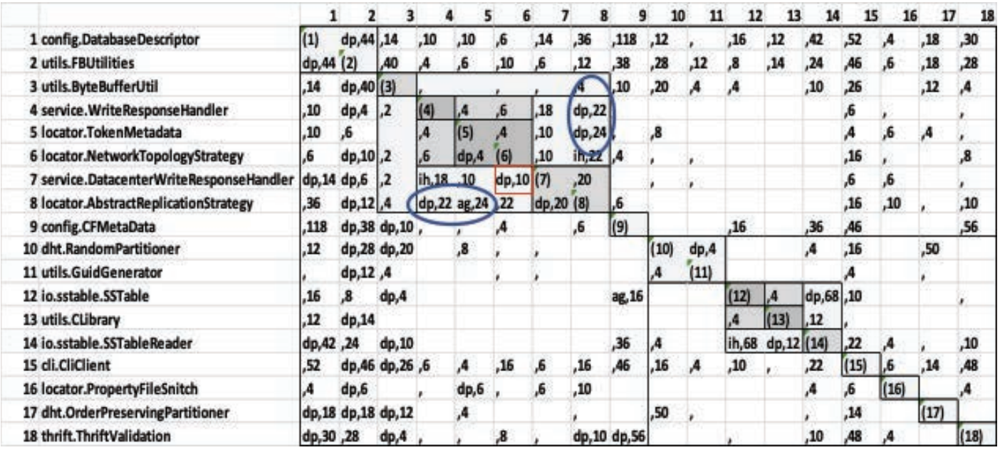 1 2 3 4 5 6 7 8 9 10 11 12 13 14 15 16 17 18
1 config.DatabaseDescriptor (1) dp,44 ,14 ,10 ,10 ,6 ,14 ,36 ,118 ,12 , ,16 ,12 ,42 ,52 ,4 ,18 ,30
2 utils.FBUtilities dp,44 (2) ,40 ,4 ,6 ,10 ,6 ,12 ,38 ,28 ,12 ,8 ,14 ,24 ,46 ,6 ,18 ,28
3 utils.ByteBufferUtil ,14 dp,40 (3) , , , ,4 ,10 ,20 ,4 ,4 ,10 ,26 ,12 ,4
4 service.WriteResponseHandler ,10 dp,4 ,2 (4) ,4 ,6 ,18 dp,22 ,6 , ,
5 locator.TokenMetadata ,10 ,6 ,4 (5) ,4 ,10 dp,24 , ,8 ,4 ,6 ,4 ,
6 locator.NetworkTopologyStrategy ,6 dp,10 ,2 ,6 dp,4 (6) ,10 ih,22 ,4 , , ,16 , ,8
7 service.DatacenterWriteResponseHandler dp,14 dp,6 ,2 ih,18 ,10 dp,10 (7) ,20 , , ,6 ,6 ,
8 locator.AbstractReplicationStrategy ,36 dp,12 ,4 dp,22 ag,24 ,22 dp,20 (8) ,6 ,16 ,10 , ,10
9 config.CFMetaData ,118 dp,38 dp,10 , , ,4 ,6 (9) ,16 ,36 ,46 ,56
10 dht.RandomPartitioner ,12 dp,28 dp,20 ,8 , , (10) dp,4 ,4 ,16 ,50
11 utils.GuidGenerator , dp,12 ,4 , , ,4 (11) ,4 ,
12 io.sstable.SSTable ,16 ,8 dp,4 ag,16 (12) ,4 dp,68 ,10 ,
13 utils.CLibrary ,12 dp,14 ,4 (13) ,12 ,
14 io.sstable.SSTableReader dp,42 ,24 dp,10 ,36 ,4 ih,68 dp,12 (14) ,22 ,4 , ,10
15 cli.CliClient ,52 dp,46 dp,26 ,6 ,4 ,16 ,6 ,16 ,46 ,16 ,4 ,10 , ,22 (15) ,6 ,14 ,48
16 locator.PropertyFileSnitch ,4 dp,6 , dp,6 , ,6 ,10 ,4 ,6 (16) ,4
17 dht.OrderPreservingPartitioner dp,18 dp,18 dp,12 ,4 , ,50 , , ,14 (17)
18 thrift.ThriftValidation dp,30 ,28 dp,4 , , ,8 , dp,10 dp,56 , ,10 ,48 ,4 (18)